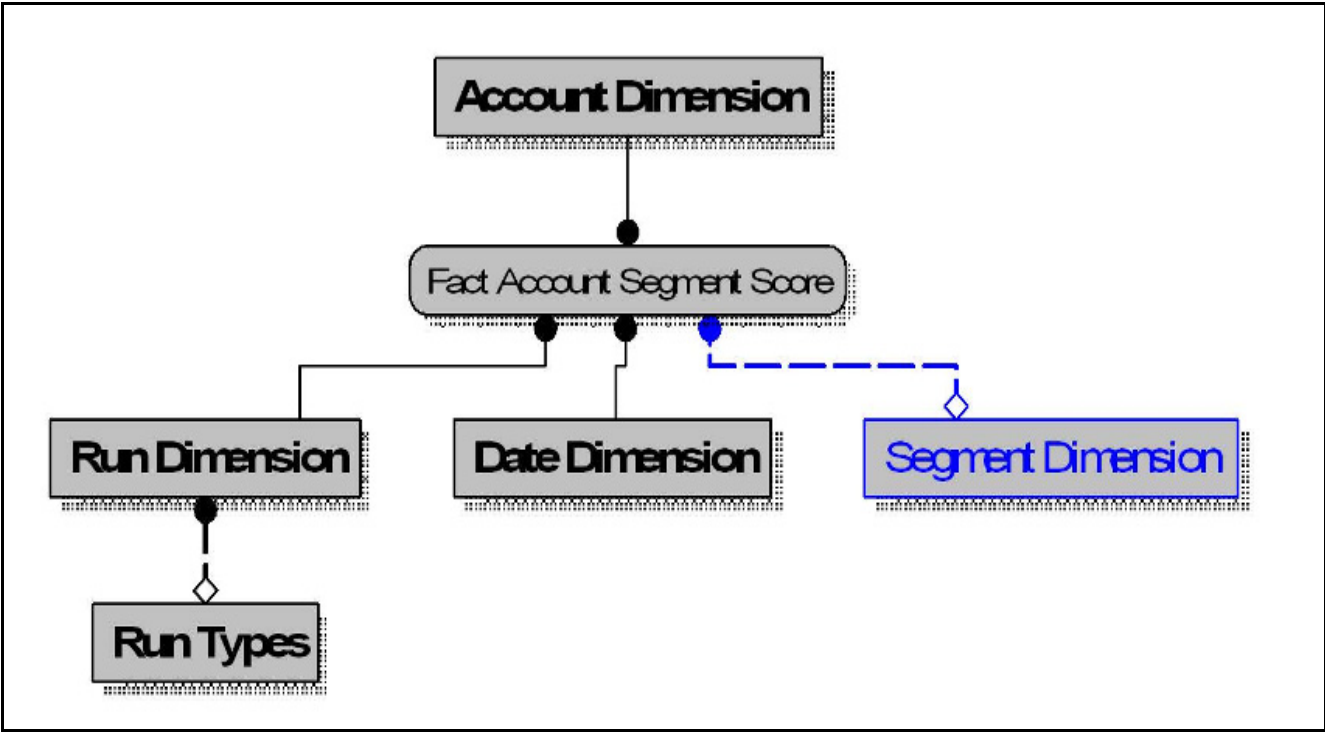 Account Dimension
Fact Account Segment Score
Run Dimension
Date Dimension
Segment Dimension
Run Types